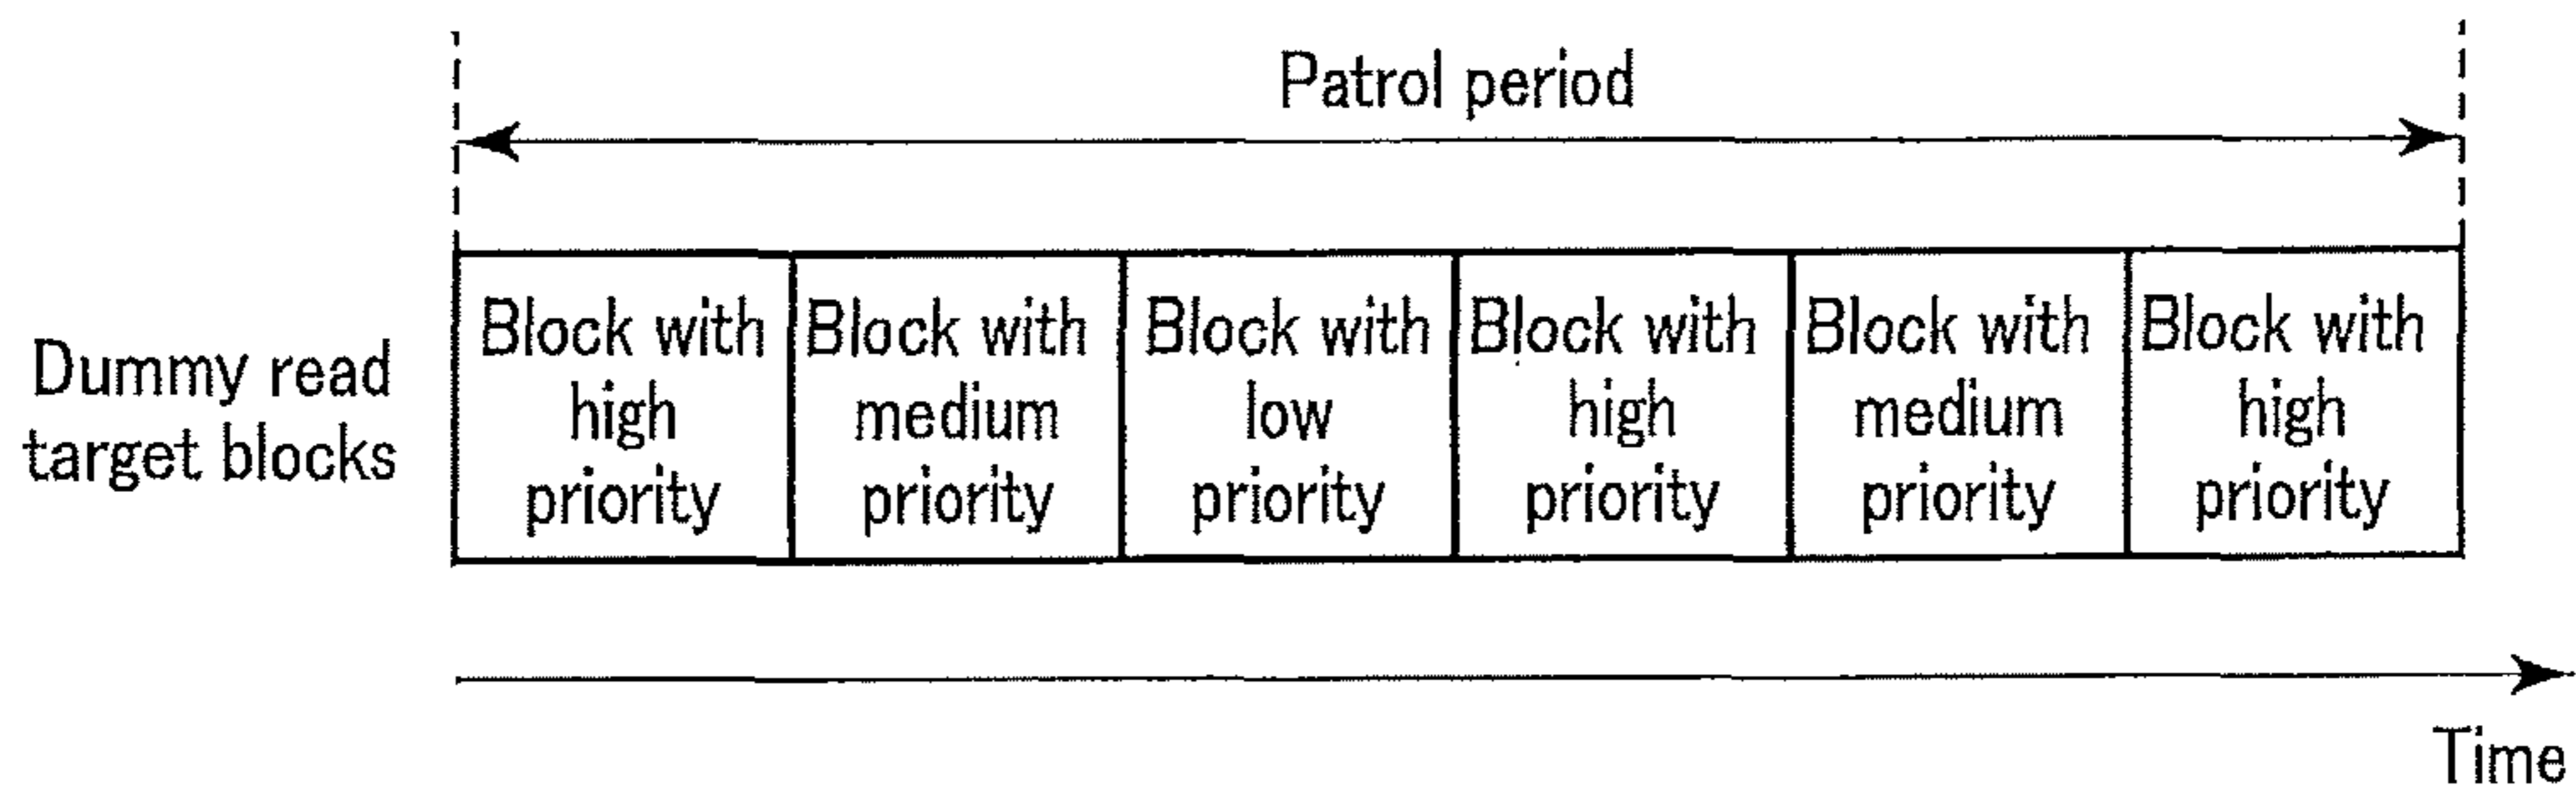 Patrol period
Dummy read
target blocks
Block with
high
priority
Block with
medium
priority
Block with
low
priority
Block with
high
priority
Block with
medium
priority
Block with
high
priority
Time